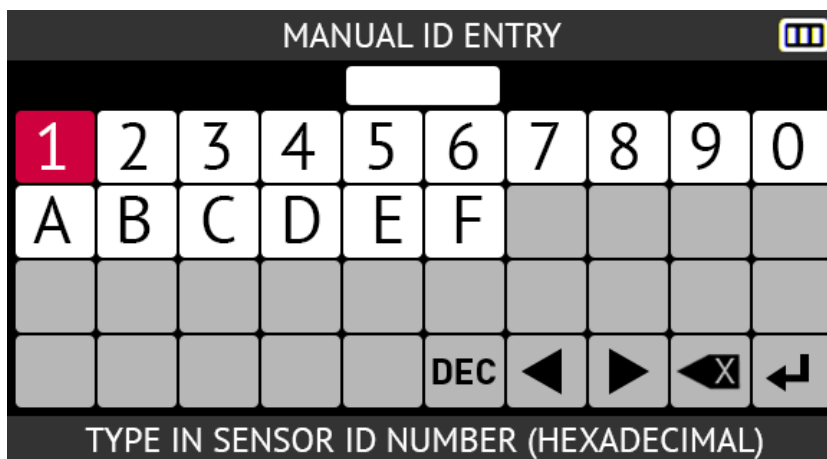 MANUAL ID ENTRY
1 2 3 4 5 6 7 8 9 0
A B C D E F
DEC X
TYPE IN SENSOR ID NUMBER (HEXADECIMAL)